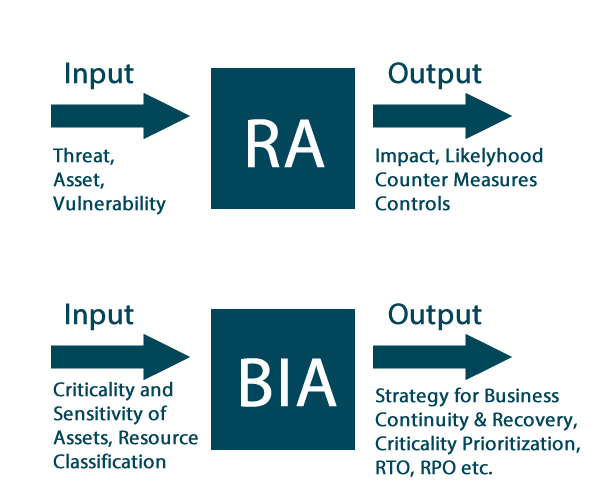 Input
Output
RA
Threat,
Asset,
Vulnerability
Impact, Likelyhood
Counter Measures
Controls
Input
Output
BIA
Criticality and
Sensitivity of
Assets, Resource
Classification
Strategy for Business
Continuity & Recovery,
Criticality Prioritization,
RTO, RPO etc.